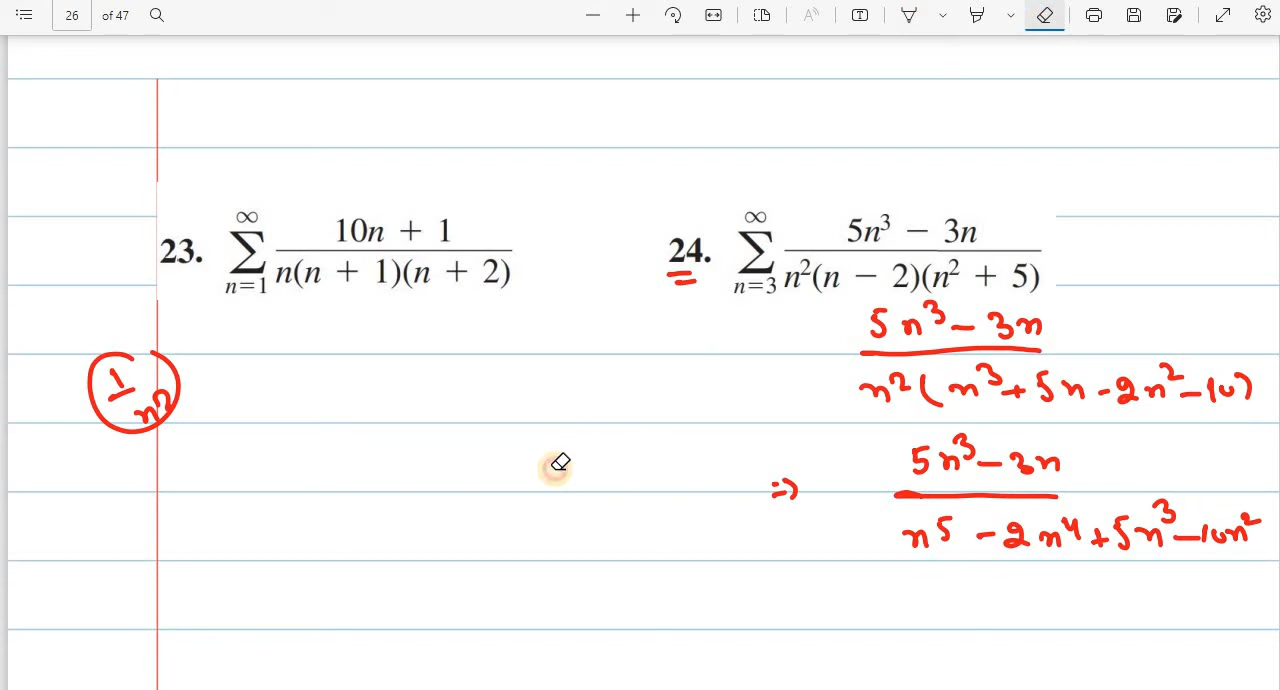 26 of 47
23. ∞ Σ n=1 (10n + 1) / (n(n + 1)(n + 2))
24. ∞ Σ n=3 (5n³ − 3n) / (n²(n − 2)(n² + 5))
(5n³ − 3n) / (n²(n³ + 5n − 2n² − 10))
1/n²
⇒ (5n³ − 3n) / (n⁵ − 2n⁴ + 5n³ − 10n²)